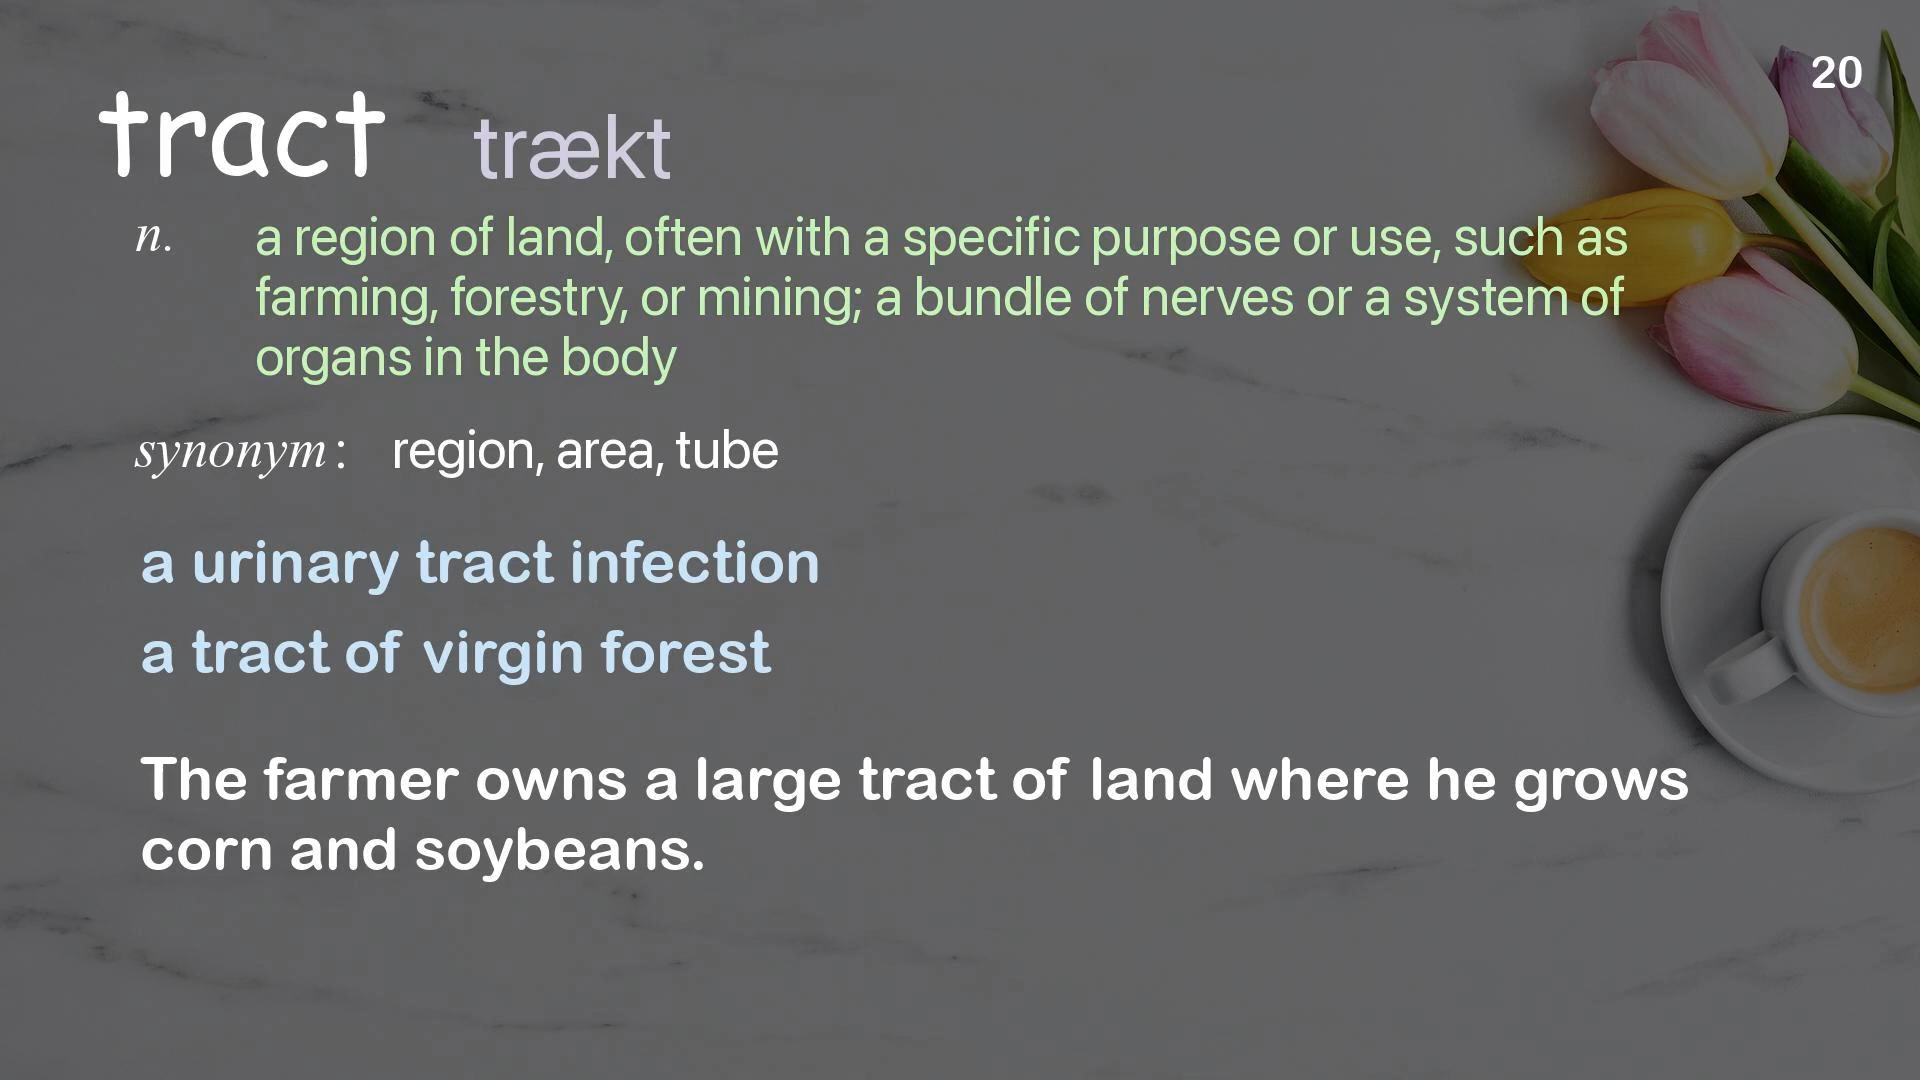 20
tract trækt
n. a region of land, often with a specific purpose or use, such as
farming, forestry, or mining; a bundle of nerves or a system of
organs in the body
synonym: region, area, tube
a urinary tract infection
a tract of virgin forest
The farmer owns a large tract of land where he grows
corn and soybeans.